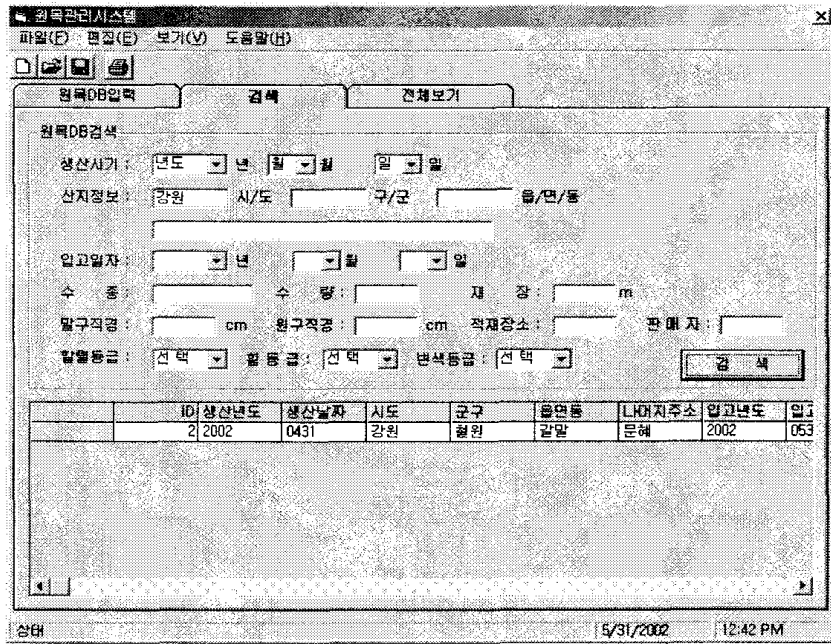 원목관리시스템
파일(F) 편집(E) 보기(V) 도움말(H)
원목DB입력 검색 전체보기
원목DB검색
생산시기 : 년도 년 월 월 일 일
산지정보 : 강원 시/도 구/군 읍/면/동
입고일자 : 년 월 일
수 종 : 수 량 : 재 장 : m
말구직경 : cm 원구직경 : cm 적재장소 : 판매자 :
할렬등급 : 선택 휨등급 : 선택 변색등급 : 선택 검 색
ID 생산년도 생산날짜 시도 군구 읍면동 나머지주소 입고년도 입고
2 2002 0431 강원 철원 갈말 문혜 2002 053
상태 5/31/2002 12:42 PM